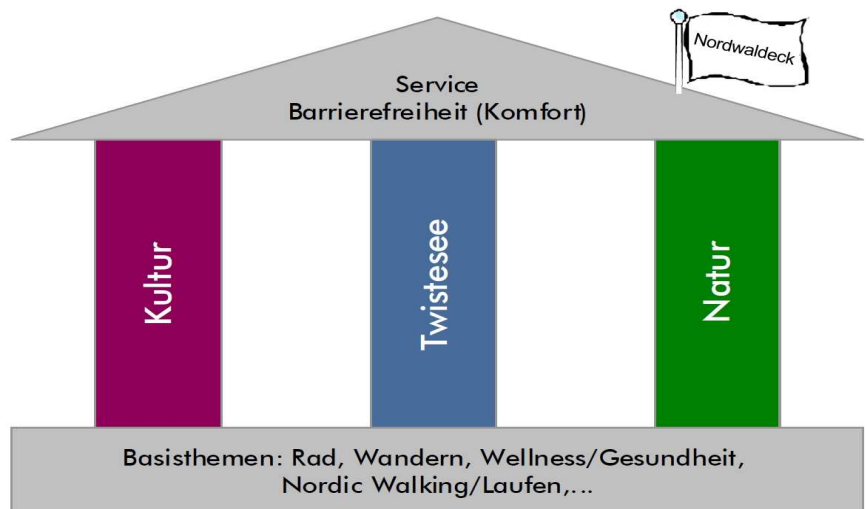 Nordwaldeck
Service
Barrierefreiheit (Komfort)
Kultur
Twistesee
Natur
Basisthemen: Rad, Wandern, Wellness/Gesundheit,
Nordic Walking/Laufen,...